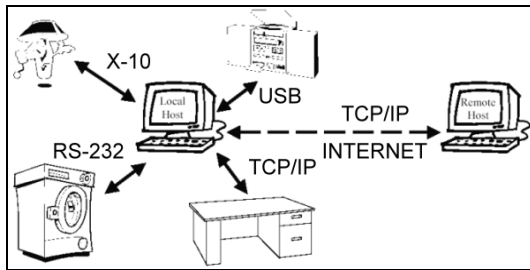 X-10
USB
Local
Host
TCP/IP
Remote
Host
RS-232
TCP/IP
INTERNET